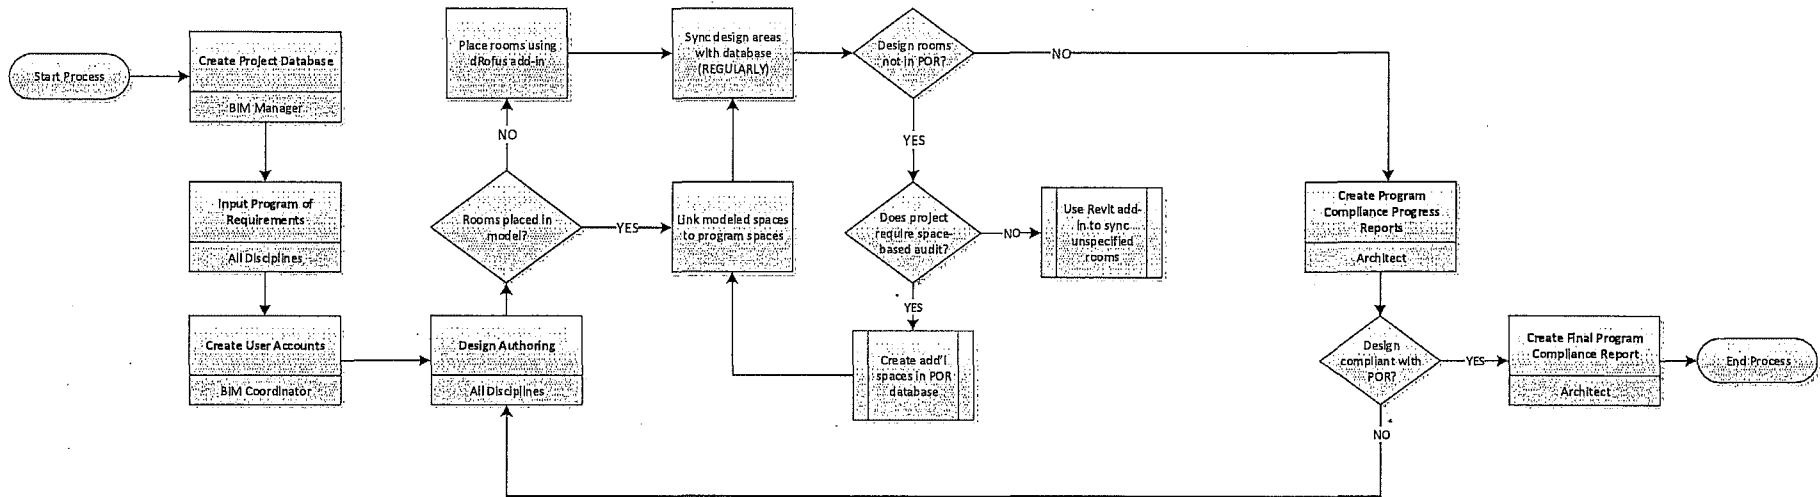 Start Process
Create Project Database
BIM Manager
Input Program of
Requirements
All Disciplines
Create User Accounts
BIM Coordinator
Design Authoring
All Disciplines
Rooms placed in
model?
NO
YES
Place rooms using
dRofus add-in
Link modeled spaces
to program spaces
Sync design areas
with database
(REGULARLY)
Design rooms
not in POR?
NO
YES
Does project
require space-
based audit?
NO
YES
Use Revit add-
in to sync
unspecified
rooms
Create add'l
spaces in POR
database
Create Program
Compliance Progress
Reports
Architect
Design
compliant with
POR?
YES
NO
Create Final Program
Compliance Report
Architect
End Process